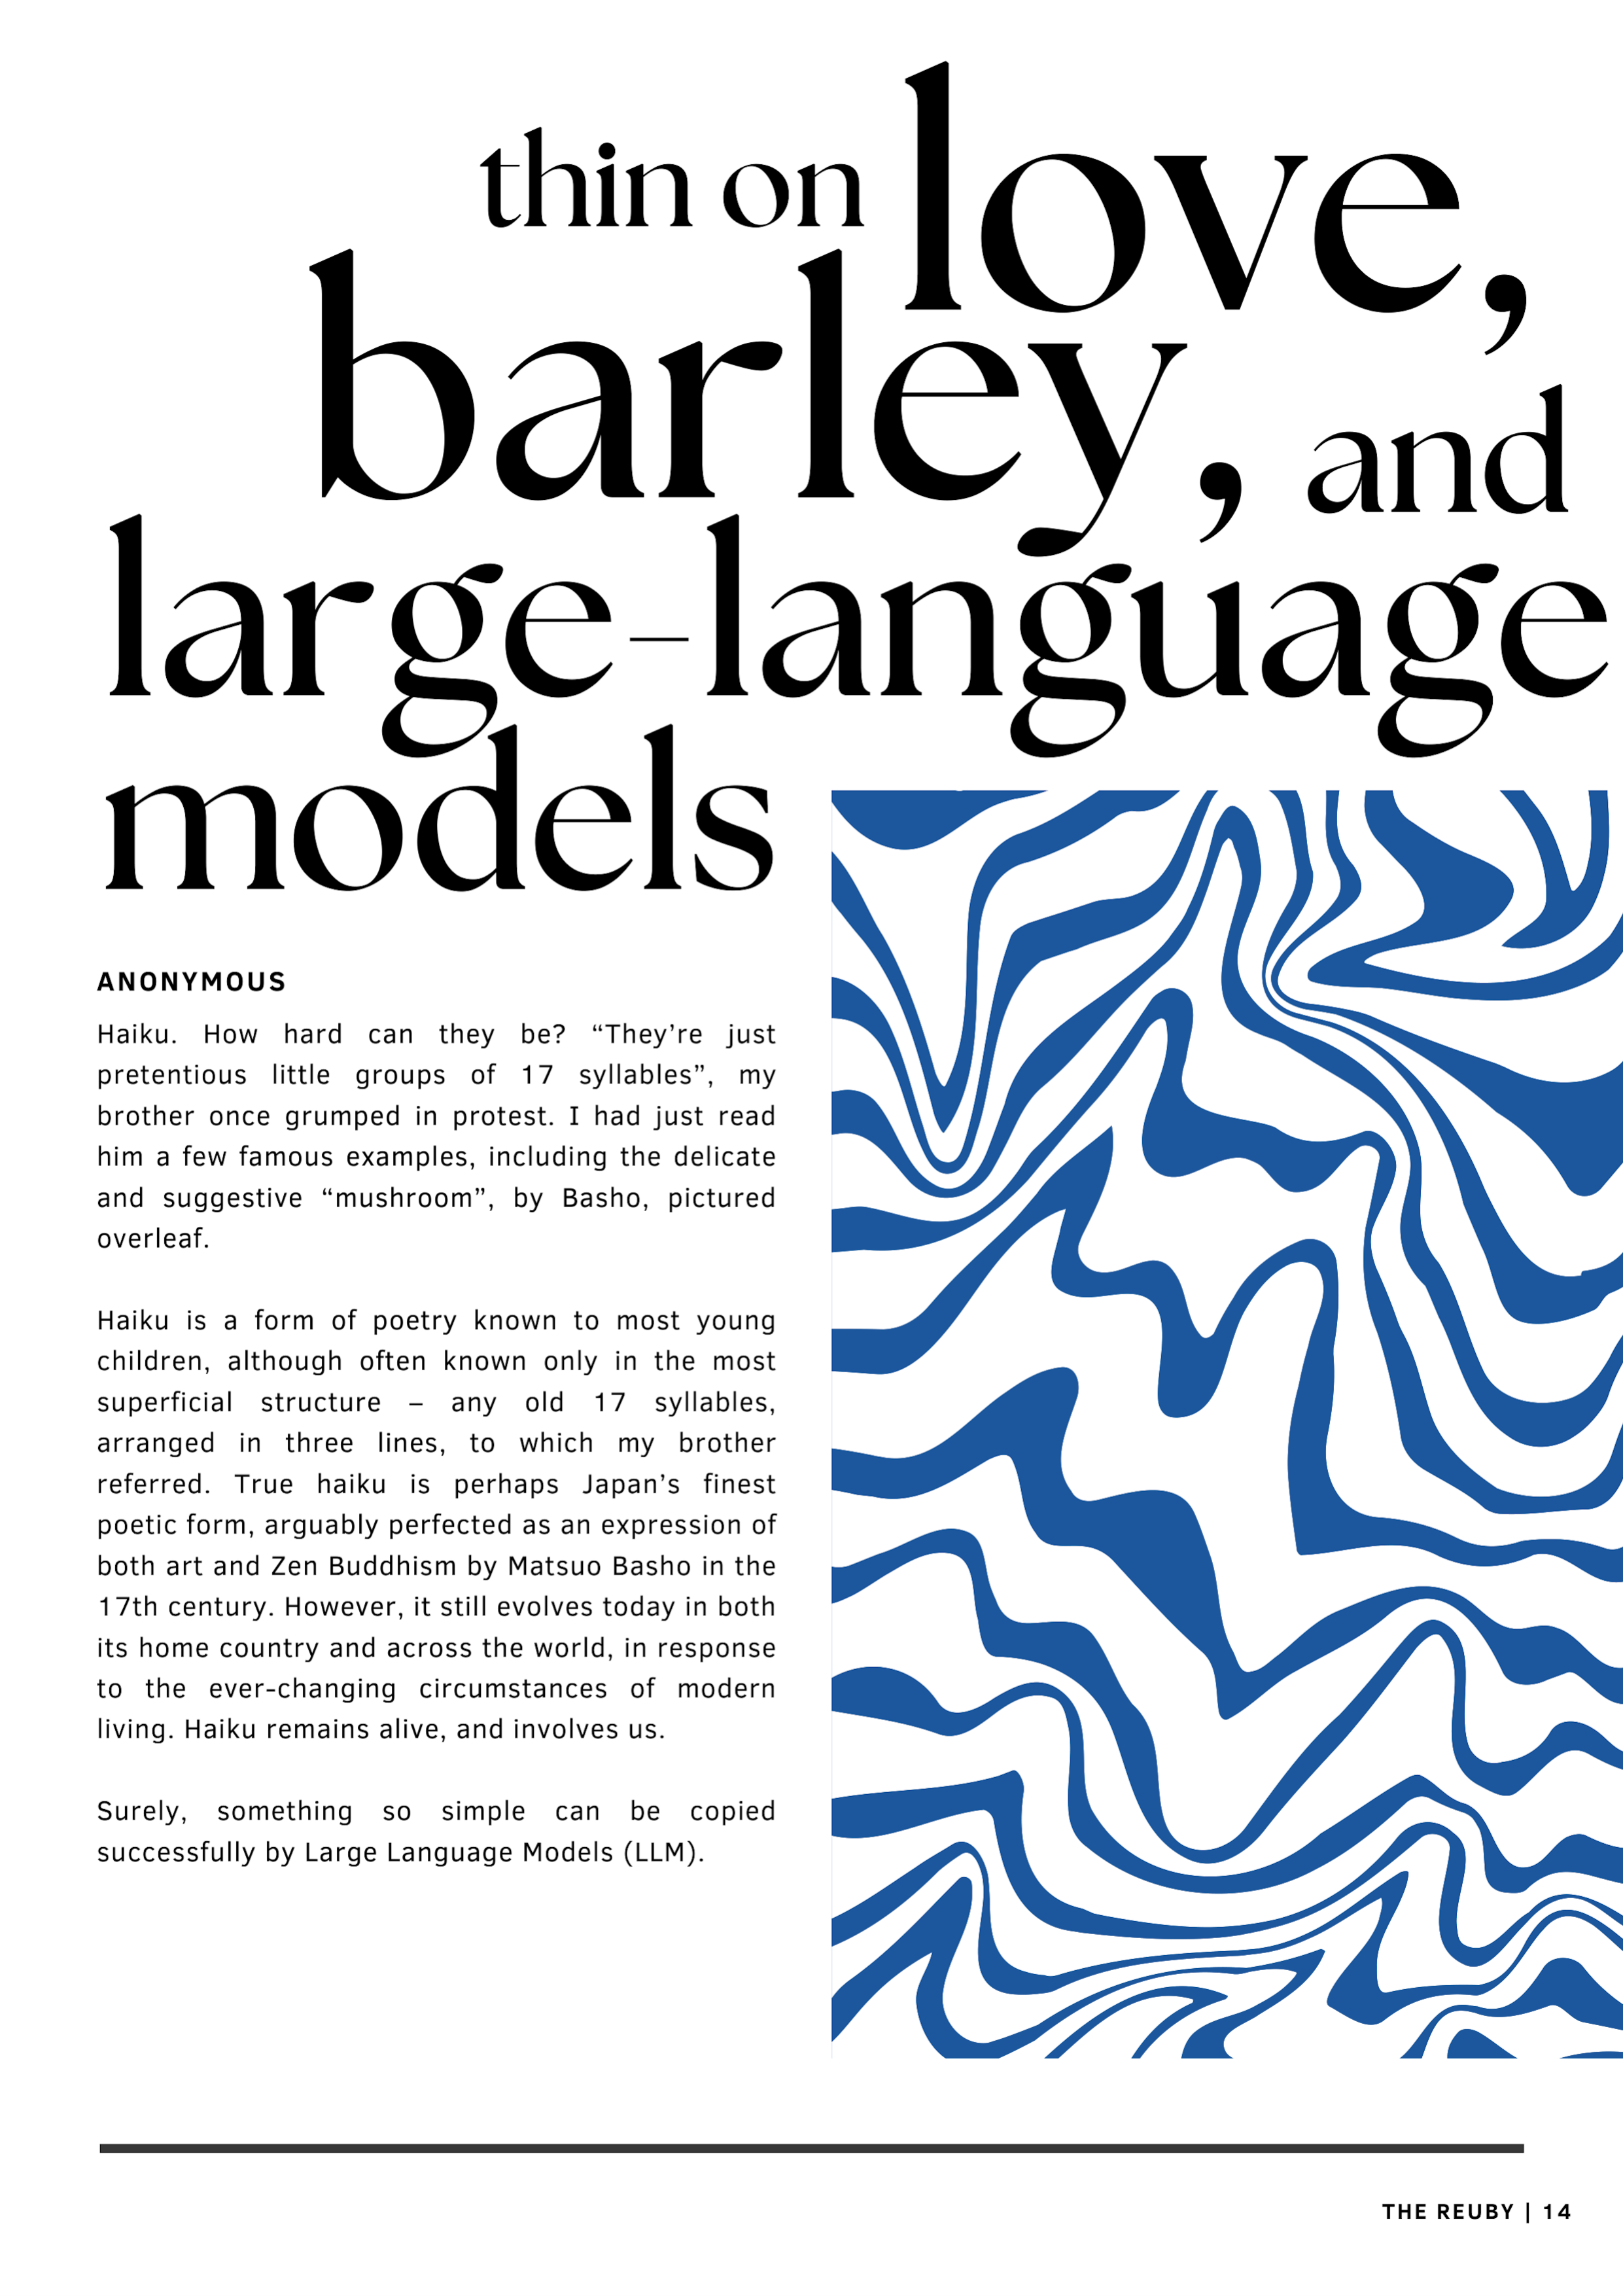 thin on love,
barley, and
large-language
models
ANONYMOUS
Haiku. How hard can they be? “They’re just
pretentious little groups of 17 syllables”, my
brother once grumped in protest. I had just read
him a few famous examples, including the delicate
and suggestive “mushroom”, by Basho, pictured
overleaf.
Haiku is a form of poetry known to most young
children, although often known only in the most
superficial structure – any old 17 syllables,
arranged in three lines, to which my brother
referred. True haiku is perhaps Japan’s finest
poetic form, arguably perfected as an expression of
both art and Zen Buddhism by Matsuo Basho in the
17th century. However, it still evolves today in both
its home country and across the world, in response
to the ever-changing circumstances of modern
living. Haiku remains alive, and involves us.
Surely, something so simple can be copied
successfully by Large Language Models (LLM).
THE REUBY | 14